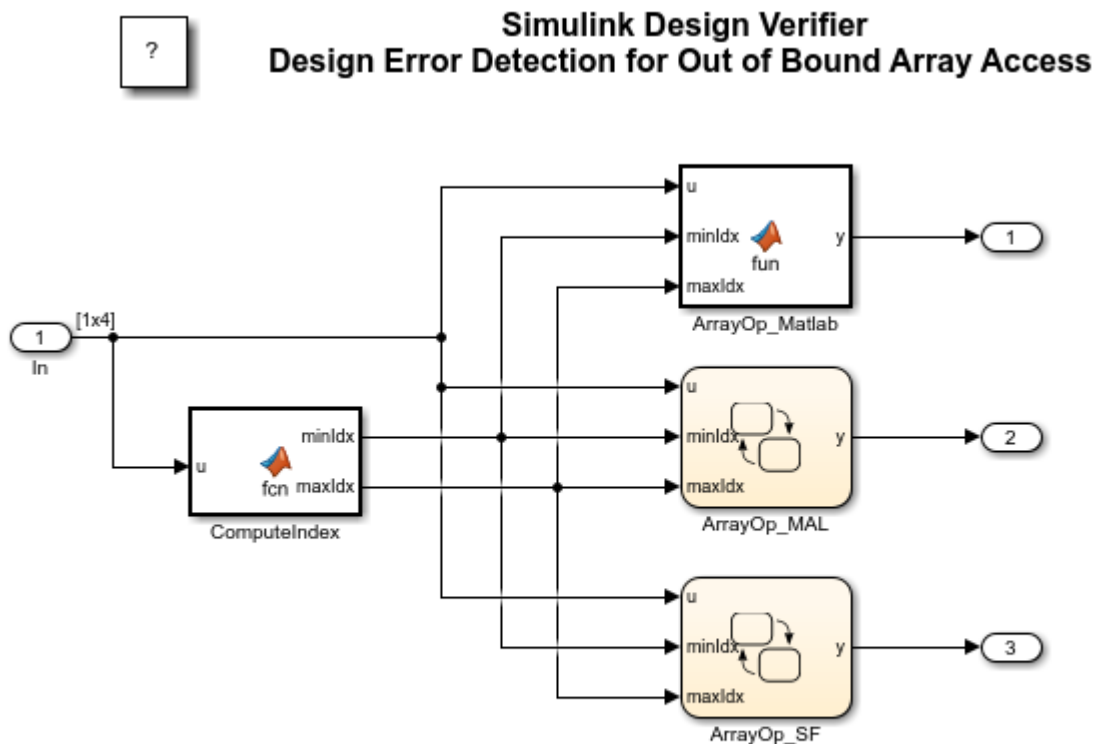 ?
Simulink Design Verifier
Design Error Detection for Out of Bound Array Access
u
minIdx
maxIdx
fun
y
ArrayOp_Matlab
1
[1x4]
1
In
u
fcn
minIdx
maxIdx
ComputeIndex
u
minIdx
maxIdx
y
ArrayOp_MAL
2
u
minIdx
maxIdx
y
ArrayOp_SF
3